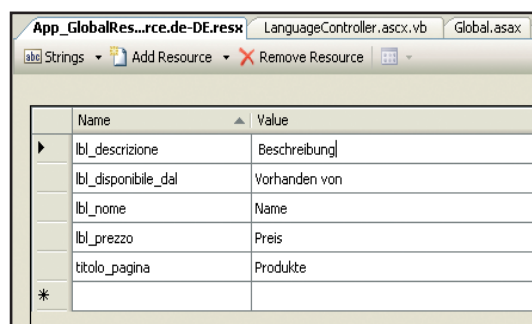 App_GlobalRes...rce.de-DE.resx LanguageController.ascx.vb Global.asax
abc Strings Add Resource Remove Resource
Name Value
lbl_descrizione Beschreibung
lbl_disponibile_dal Vorhanden von
lbl_nome Name
lbl_prezzo Preis
titolo_pagina Produkte